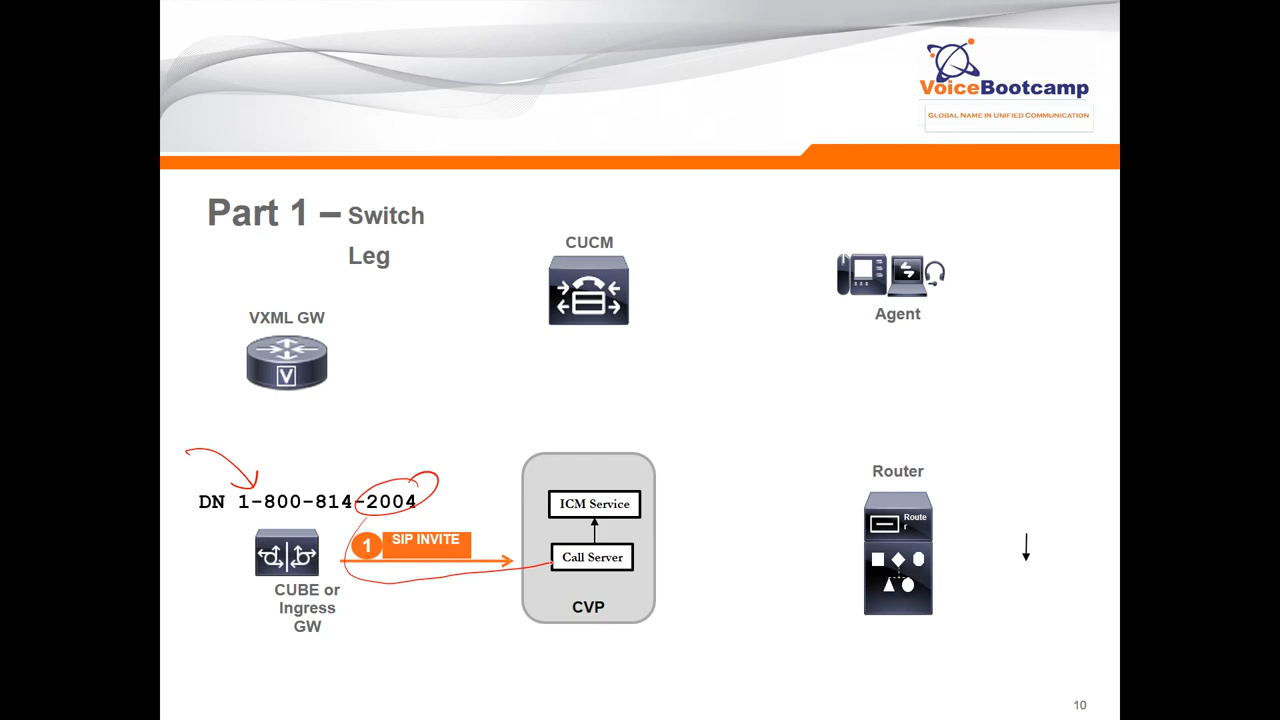 VoiceBootcamp
GLOBAL NAME IN UNIFIED COMMUNICATION
Part 1 – Switch
Leg
CUCM
Agent
VXML GW
V
DN 1-800-814-2004
1
SIP INVITE
CUBE or
Ingress
GW
ICM Service
Call Server
CVP
Router
Route
r
10